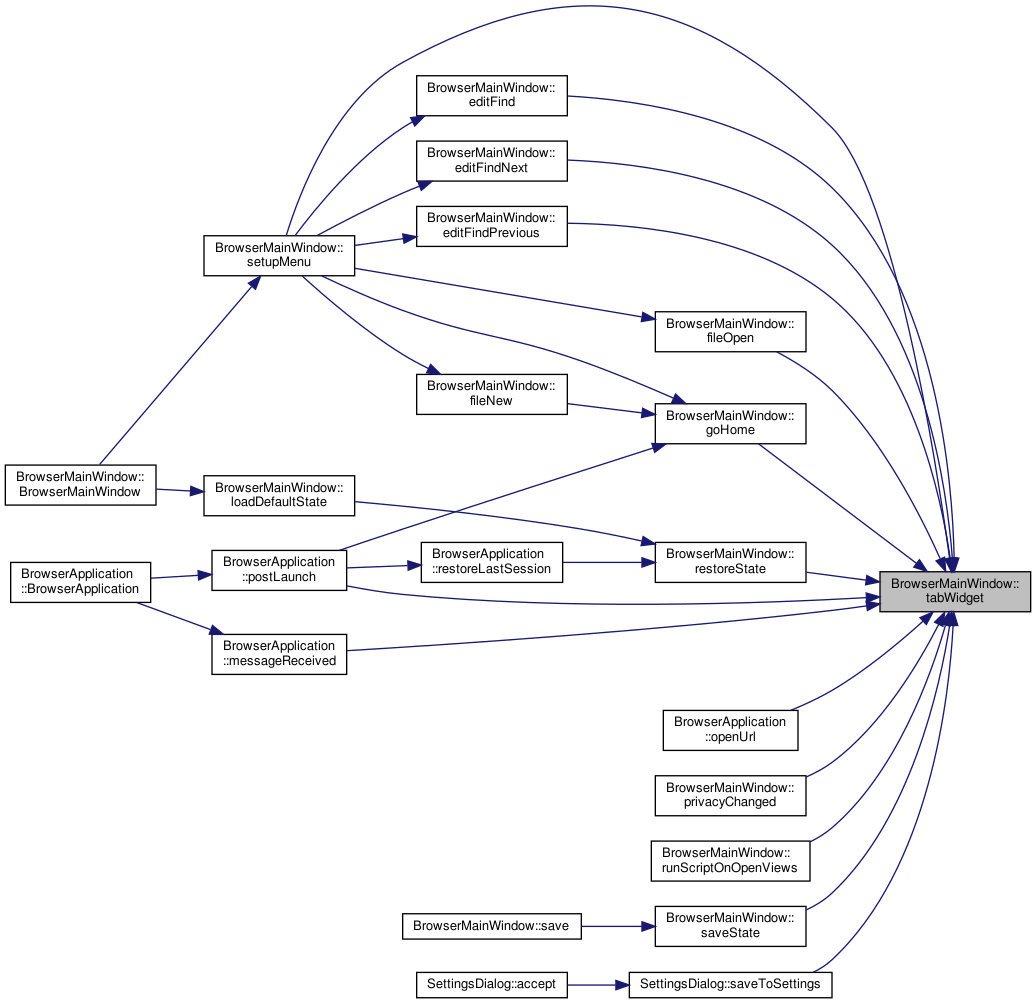 BrowserMainWindow::
editFind
BrowserMainWindow::
editFindNext
BrowserMainWindow::
editFindPrevious
BrowserMainWindow::
setupMenu
BrowserMainWindow::
fileOpen
BrowserMainWindow::
fileNew
BrowserMainWindow::
goHome
BrowserMainWindow::
BrowserMainWindow
BrowserMainWindow::
loadDefaultState
BrowserApplication
::BrowserApplication
BrowserApplication
::postLaunch
BrowserApplication
::restoreLastSession
BrowserMainWindow::
restoreState
BrowserMainWindow::
tabWidget
BrowserApplication
::messageReceived
BrowserApplication
::openUrl
BrowserMainWindow::
privacyChanged
BrowserMainWindow::
runScriptOnOpenViews
BrowserMainWindow::save
BrowserMainWindow::
saveState
SettingsDialog::accept
SettingsDialog::saveToSettings